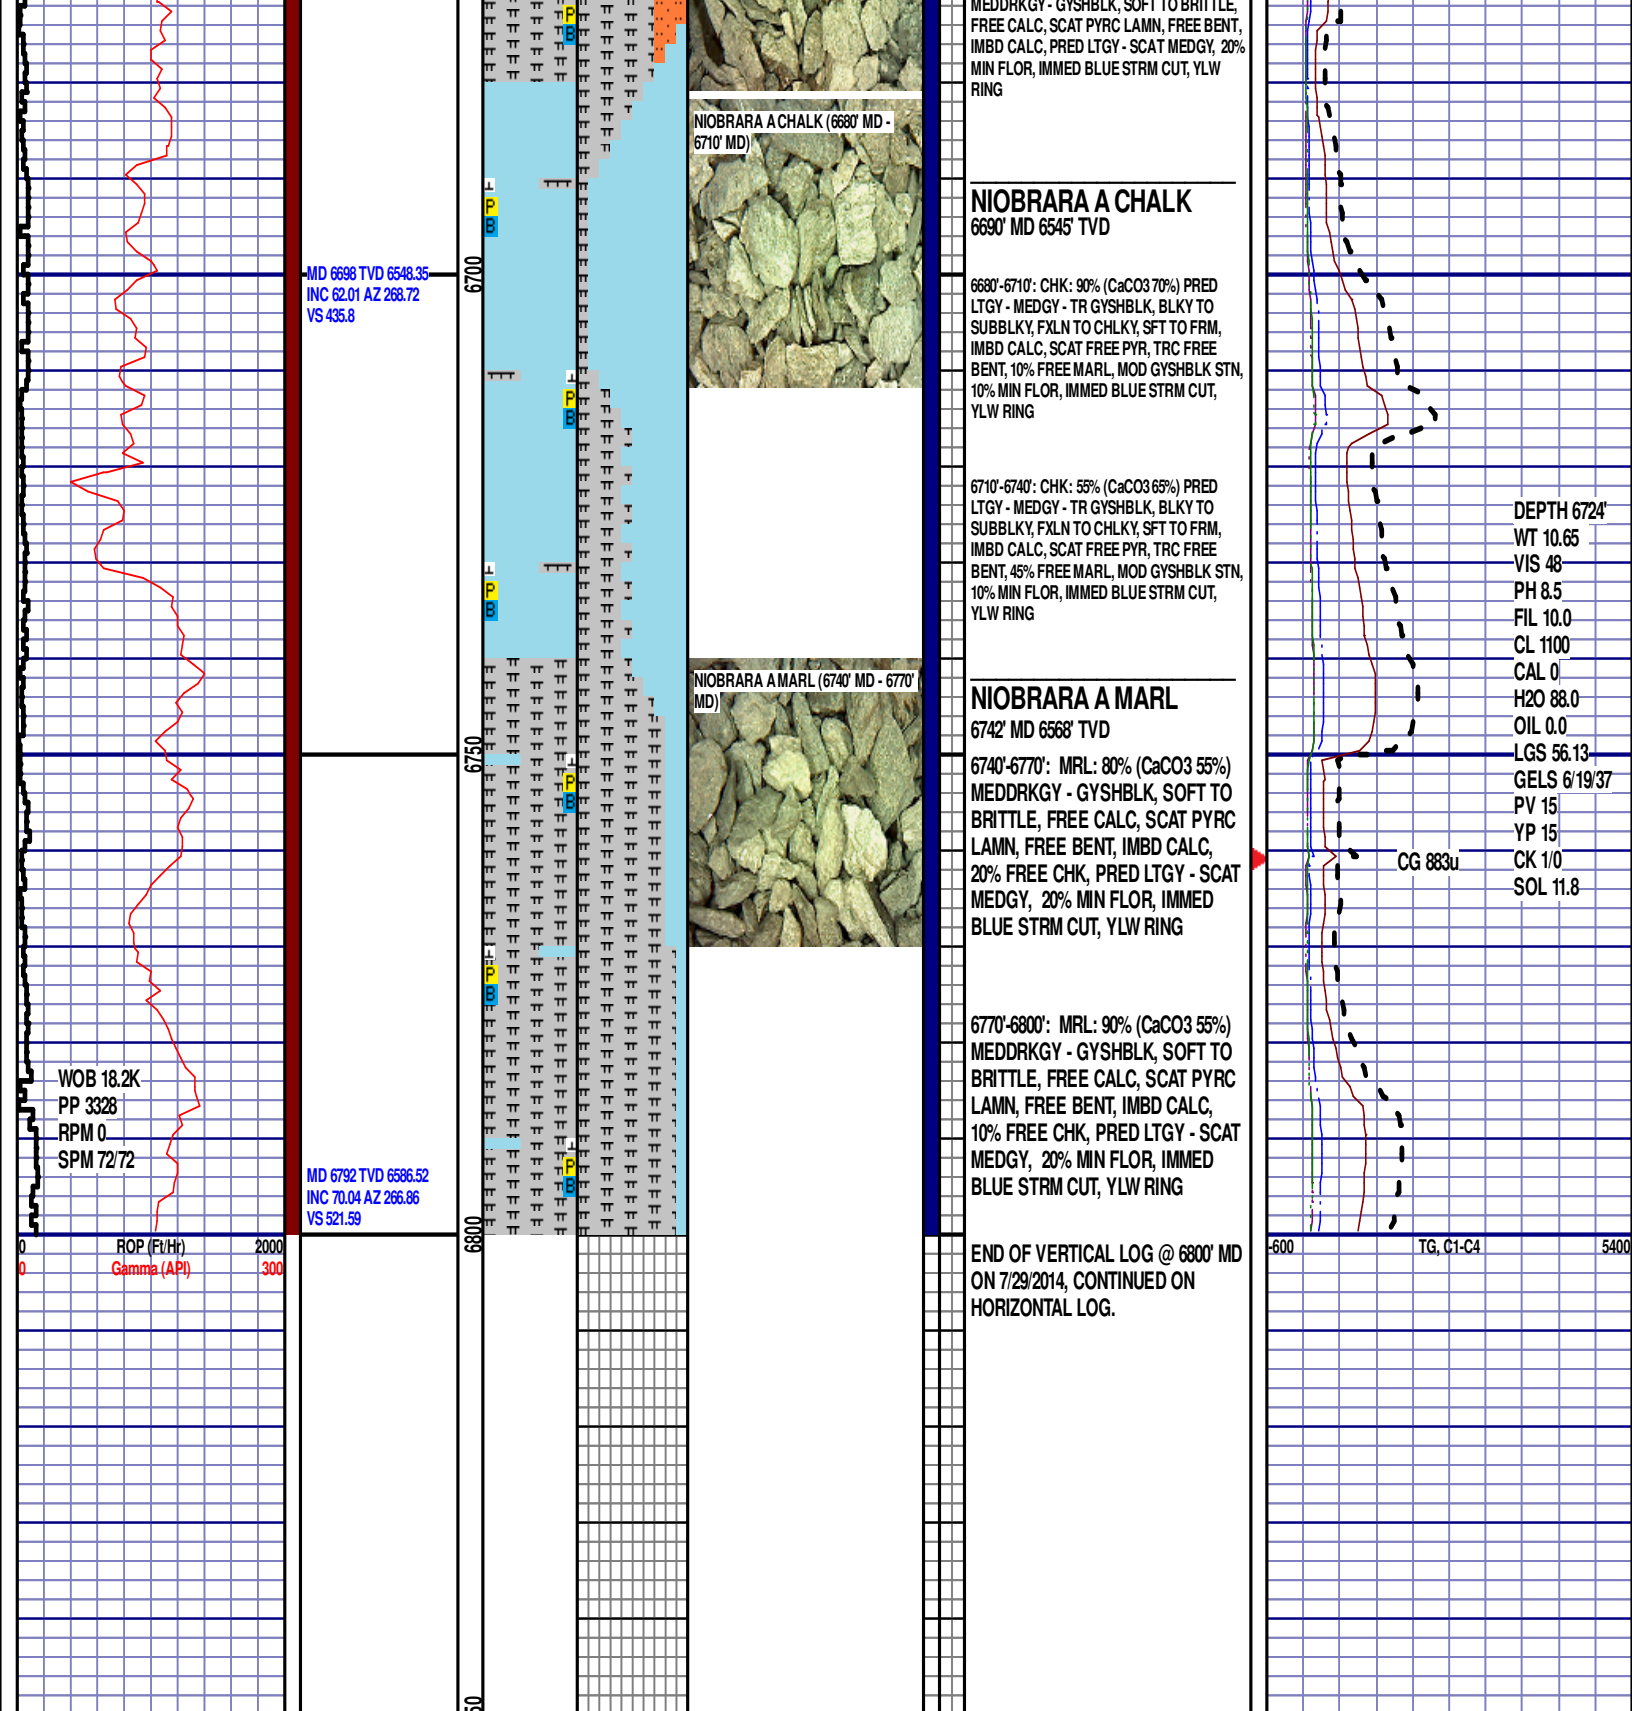 MEDDRKGY - GYSHBLK, SOFT TO BRITTLE,
FREE CALC, SCAT PYRC LAMN, FREE BENT,
IMBD CALC, PRED LTGY - SCAT MEDGY, 20%
MIN FLOR, IMMED BLUE STRM CUT, YLW
RING
P
B
NIOBRARA A CHALK (6680' MD -
6710' MD)
NIOBRARA A CHALK
6690' MD 6545' TVD
P
B
6700
MD 6698 TVD 6548.35
INC 62.01 AZ 268.72
VS 435.8
6680'-6710': CHK: 90% (CaCO3 70%) PRED
LTGY - MEDGY - TR GYSHBLK, BLKY TO
SUBBLKY, FXLN TO CHLKY, SFT TO FRM,
IMBD CALC, SCAT FREE PYR, TRC FREE
BENT, 10% FREE MARL, MOD GYSHBLK STN,
10% MIN FLOR, IMMED BLUE STRM CUT,
YLW RING
P
B
6710'-6740': CHK: 55% (CaCO3 65%) PRED
LTGY - MEDGY - TR GYSHBLK, BLKY TO
SUBBLKY, FXLN TO CHLKY, SFT TO FRM,
IMBD CALC, SCAT FREE PYR, TRC FREE
BENT, 45% FREE MARL, MOD GYSHBLK STN,
10% MIN FLOR, IMMED BLUE STRM CUT,
YLW RING
P
B
DEPTH 6724'
WT 10.65
VIS 48
PH 8.5
FIL 10.0
CL 1100
CAL 0
H2O 88.0
OIL 0.0
LGS 56.13
GELS 6/19/37
PV 15
YP 15
CK 1/0
SOL 11.8
NIOBRARA A MARL (6740' MD - 6770'
MD)
NIOBRARA A MARL
6742' MD 6568' TVD
6750
P
B
6740'-6770': MRL: 80% (CaCO3 55%)
MEDDRKGY - GYSHBLK, SOFT TO
BRITTLE, FREE CALC, SCAT PYRC
LAMN, FREE BENT, IMBD CALC,
20% FREE CHK, PRED LTGY - SCAT
MEDGY, 20% MIN FLOR, IMMED
BLUE STRM CUT, YLW RING
CG 883u
P
B
6770'-6800': MRL: 90% (CaCO3 55%)
MEDDRKGY - GYSHBLK, SOFT TO
BRITTLE, FREE CALC, SCAT PYRC
LAMN, FREE BENT, IMBD CALC,
10% FREE CHK, PRED LTGY - SCAT
MEDGY, 20% MIN FLOR, IMMED
BLUE STRM CUT, YLW RING
WOB 18.2K
PP 3328
RPM 0
SPM 72/72
P
B
MD 6792 TVD 6586.52
INC 70.04 AZ 266.86
VS 521.59
6800
0 ROP (Ft/Hr) 2000
0 Gamma (API) 300
-600 TG, C1-C4 5400
END OF VERTICAL LOG @ 6800' MD
ON 7/29/2014, CONTINUED ON
HORIZONTAL LOG.